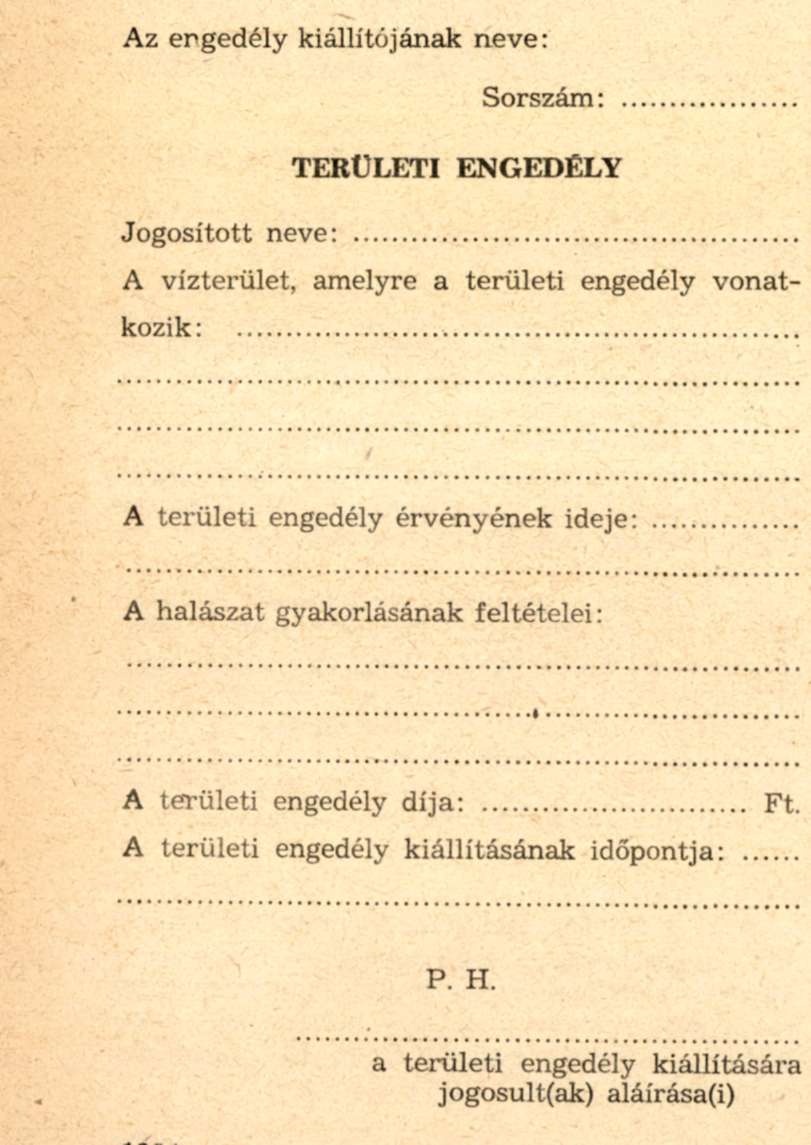 Az engedély kiállítójának neve:
Sorszám: ..................
TERÜLETI ENGEDÉLY
Jogosított neve: .............................................
A vízterület, amelyre a területi engedély vonat-
kozik: .........................................................
.....................................................................
.....................................................................
.....................................................................
A területi engedély érvényének ideje: ...............
....................................................................
A halászat gyakorlásának feltételei:
....................................................................
.....................................................................
.....................................................................
A területi engedély díja: ........................... Ft.
A területi engedély kiállításának időpontja: ......
.....................................................................
P. H.
...................................................
a területi engedély kiállítására
jogosult(ak) aláírása(i)